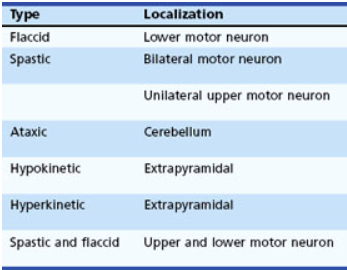 Type Localization
Flaccid Lower motor neuron
Spastic Bilateral motor neuron
Unilateral upper motor neuron
Ataxic Cerebellum
Hypokinetic Extrapyramidal
Hyperkinetic Extrapyramidal
Spastic and flaccid Upper and lower motor neuron